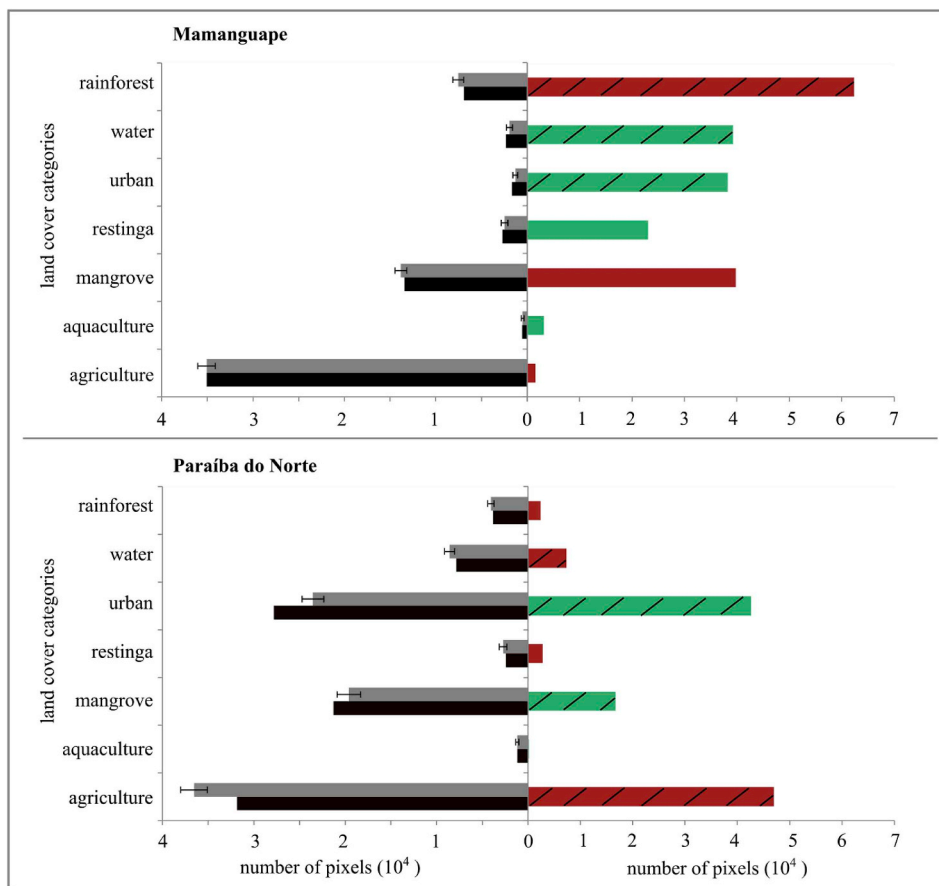 Mamanguape
land cover categories
rainforest
water
urban
restinga
mangrove
aquaculture
agriculture
4 3 2 1 0 1 2 3 4 5 6 7
Paraíba do Norte
land cover categories
rainforest
water
urban
restinga
mangrove
aquaculture
agriculture
4 3 2 1 0 1 2 3 4 5 6 7
number of pixels (10⁴ ) number of pixels (10⁴ )